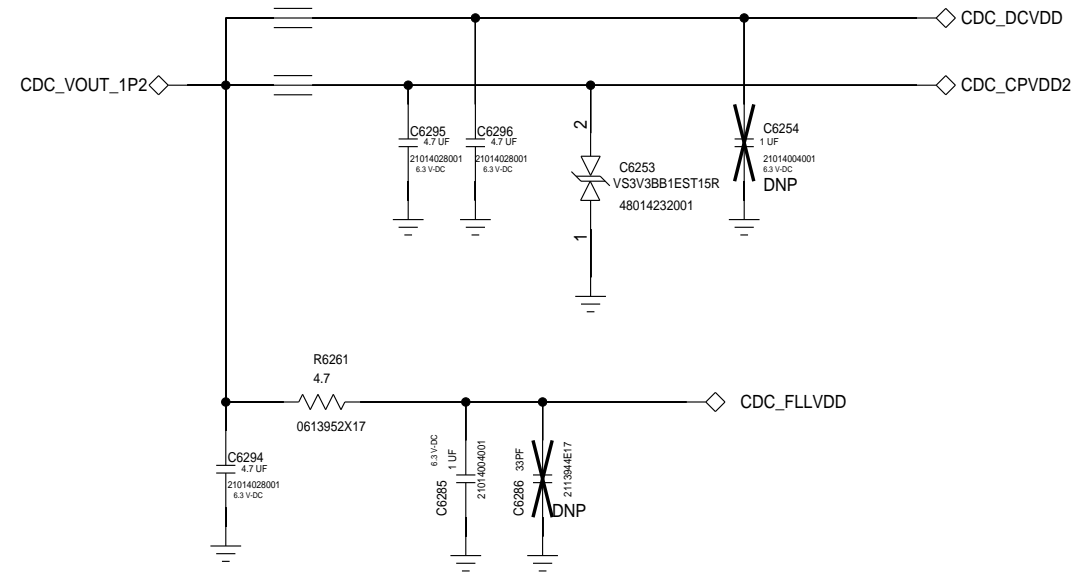 CDC_DCVDD
CDC_VOUT_1P2
CDC_CPVDD2
C6295
4.7 UF
21014028001
6.3 V-DC
C6296
4.7 UF
21014028001
6.3 V-DC
2
C6253
VS3V3BB1EST15R
48014232001
1
C6254
1 UF
21014004001
6.3 V-DC
DNP
R6261
4.7
0613952X17
CDC_FLLVDD
C6294
4.7 UF
21014028001
6.3 V-DC
C6285
1 UF
6.3 V-DC
21014004001
C6286
33PF
2113944E17
DNP